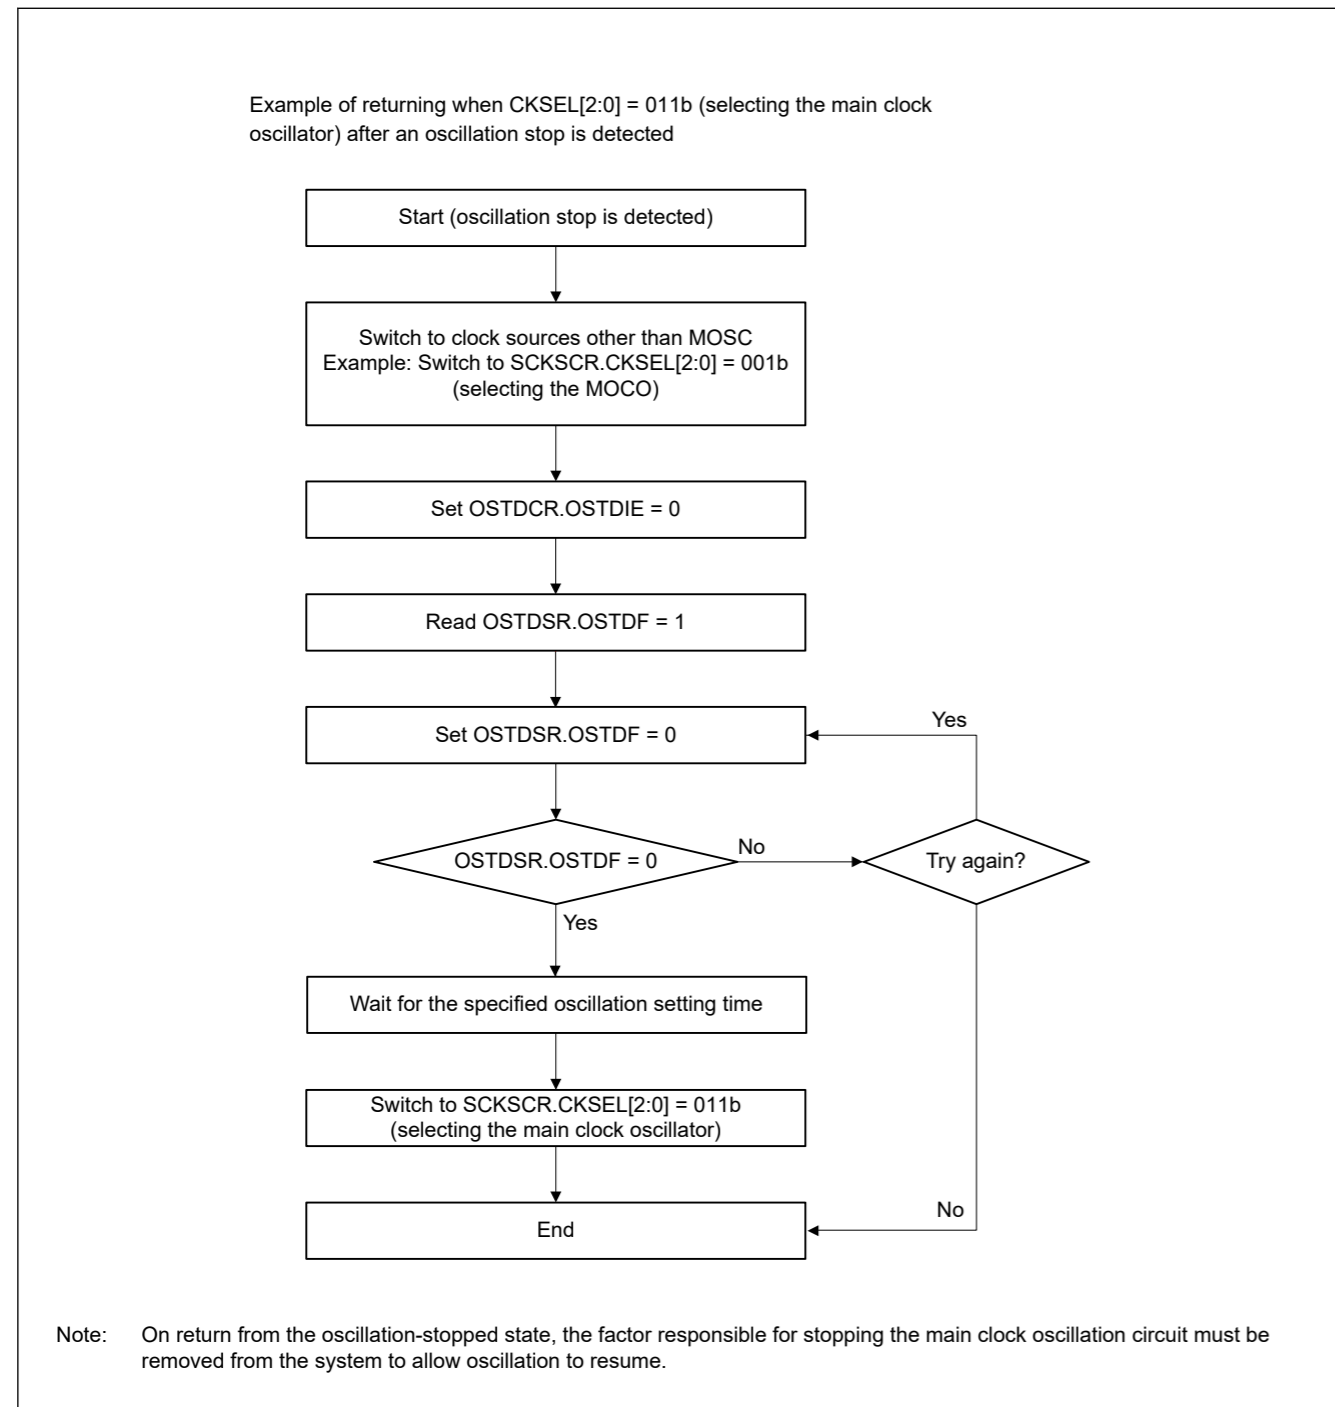 Example of returning when CKSEL[2:0] = 011b (selecting the main clock
oscillator) after an oscillation stop is detected
Start (oscillation stop is detected)
Switch to clock sources other than MOSC
Example: Switch to SCKSCR.CKSEL[2:0] = 001b
(selecting the MOCO)
Set OSTDCR.OSTDIE = 0
Read OSTDSR.OSTDF = 1
Yes
Set OSTDSR.OSTDF = 0
No
OSTDSR.OSTDF = 0
Try again?
Yes
Wait for the specified oscillation setting time
Switch to SCKSCR.CKSEL[2:0] = 011b
(selecting the main clock oscillator)
No
End
Note: On return from the oscillation-stopped state, the factor responsible for stopping the main clock oscillation circuit must be
removed from the system to allow oscillation to resume.